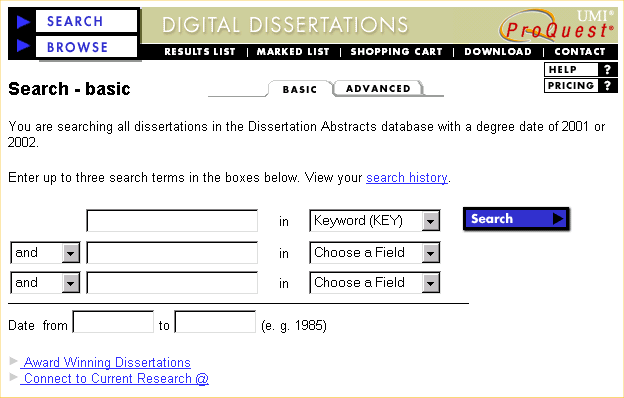 SEARCH
BROWSE
DIGITAL DISSERTATIONS
UMI®
ProQuest®
RESULTS LIST | MARKED LIST | SHOPPING CART | DOWNLOAD | CONTACT
HELP ?
PRICING ?
Search - basic
BASIC ADVANCED
You are searching all dissertations in the Dissertation Abstracts database with a degree date of 2001 or
2002.
Enter up to three search terms in the boxes below. View your search history.
in Keyword (KEY) Search
and in Choose a Field
and in Choose a Field
Date from to (e. g. 1985)
Award Winning Dissertations
Connect to Current Research @